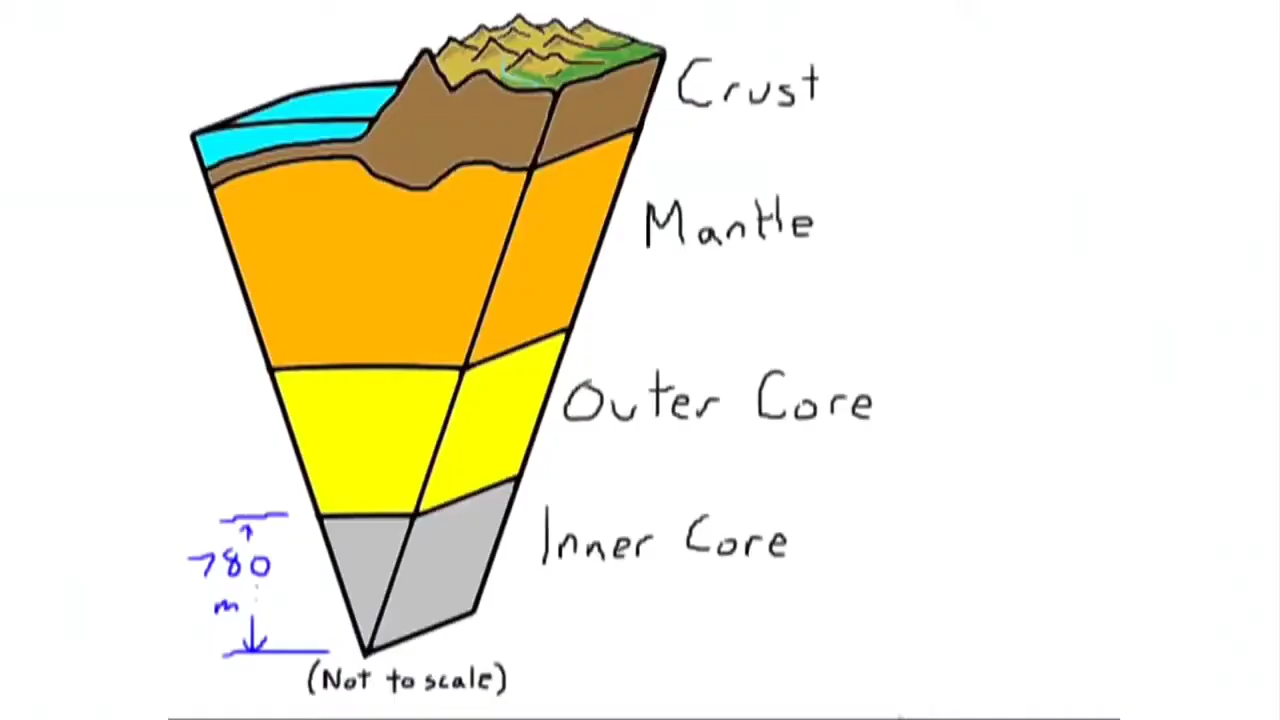 Crust
Mantle
Outer Core
Inner Core
780
m
(Not to scale)